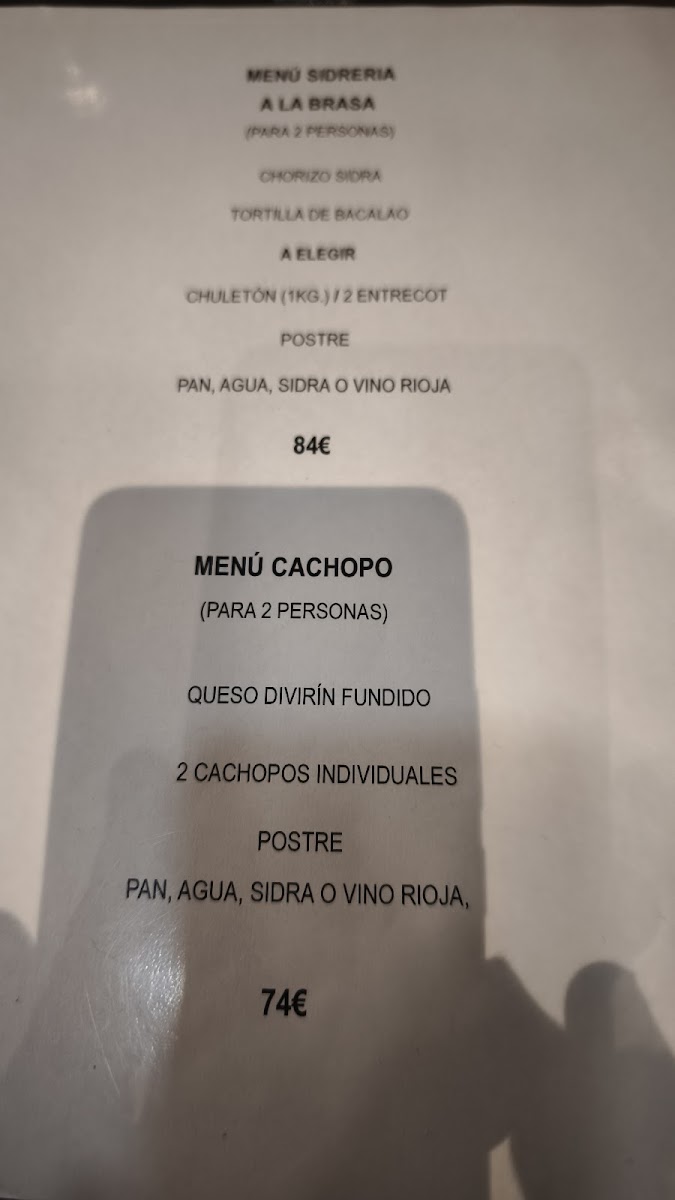 MENÚ SIDRERIA
A LA BRASA
(PARA 2 PERSONAS)
CHORIZO SIDRA
TORTILLA DE BACALAO
A ELEGIR
CHULETÓN (1KG.) / 2 ENTRECOT
POSTRE
PAN, AGUA, SIDRA O VINO RIOJA
84€
MENÚ CACHOPO
(PARA 2 PERSONAS)
QUESO DIVIRÍN FUNDIDO
2 CACHOPOS INDIVIDUALES
POSTRE
PAN, AGUA, SIDRA O VINO RIOJA,
74€